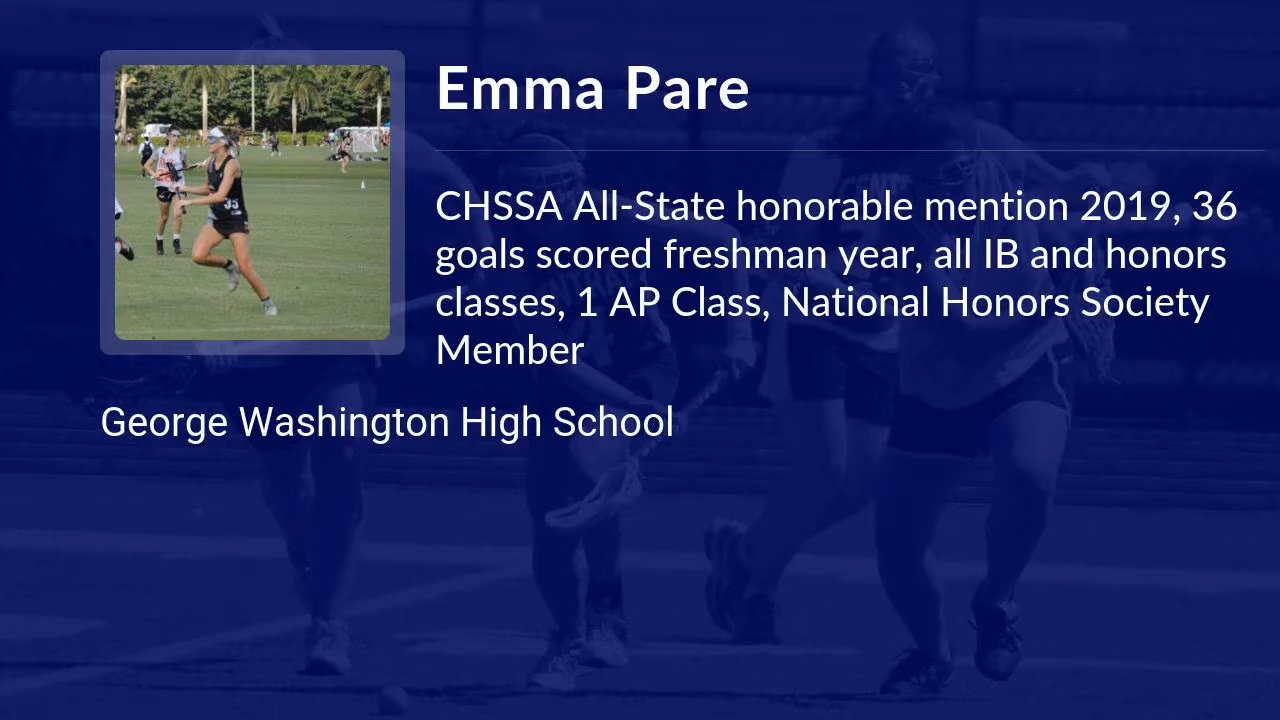 Emma Pare
CHSSA All-State honorable mention 2019, 36
goals scored freshman year, all IB and honors
classes, 1 AP Class, National Honors Society
Member
George Washington High School